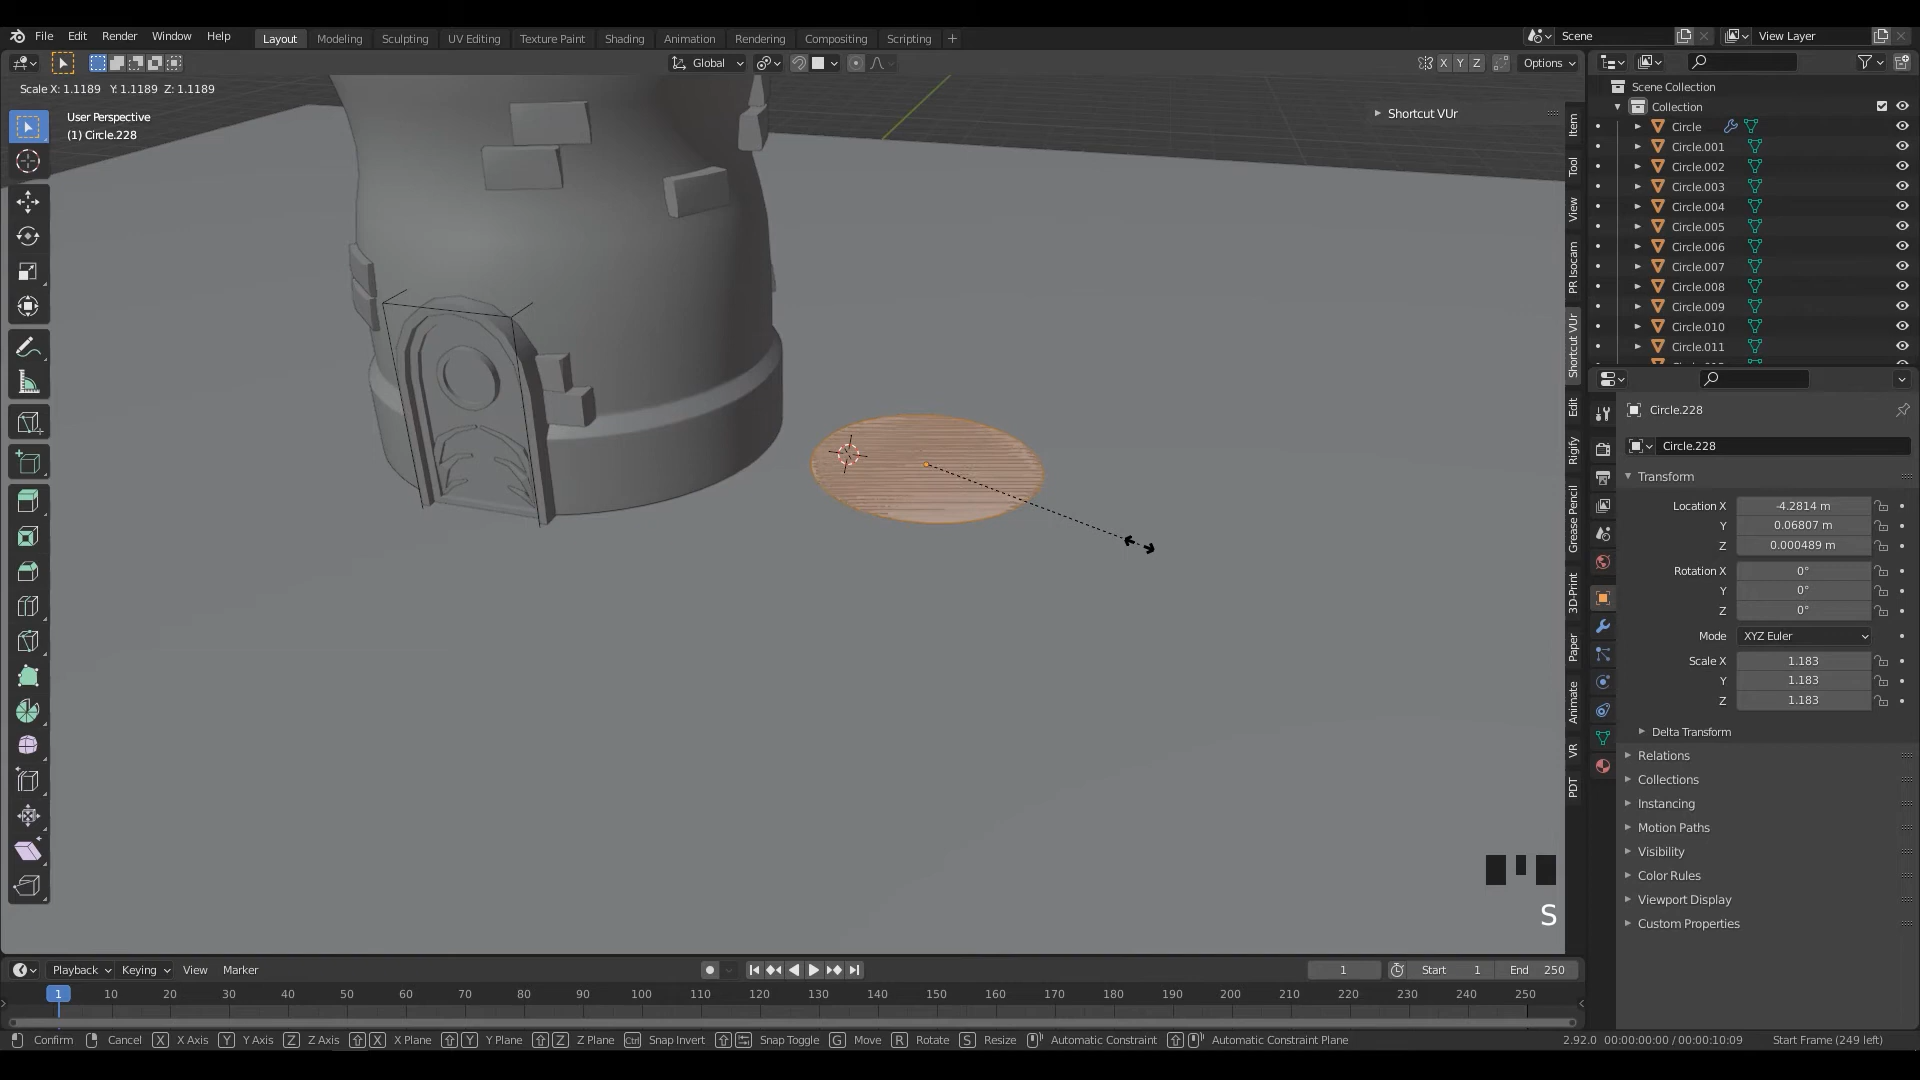 File Edit Render Window Help Layout Modeling Sculpting UV Editing Texture Paint Shading Animation Rendering Compositing Scripting + Scene View Layer
Global X Y Z Options
Scale X: 1.1189 Y: 1.1189 Z: 1.1189
User Perspective
(1) Circle.228
Shortcut VUr
Item
Tool
View
PR Isocam
Shortcut VUr
Edit
Rigify
Grease Pencil
3D-Print
Paper
Animate
VR
PDT
S
Scene Collection
Collection
Circle
Circle.001
Circle.002
Circle.003
Circle.004
Circle.005
Circle.006
Circle.007
Circle.008
Circle.009
Circle.010
Circle.011
Circle.228
Circle.228
Transform
Location X -4.2814 m
Y 0.06807 m
Z 0.000489 m
Rotation X 0°
Y 0°
Z 0°
Mode XYZ Euler
Scale X 1.183
Y 1.183
Z 1.183
Delta Transform
Relations
Collections
Instancing
Motion Paths
Visibility
Color Rules
Viewport Display
Custom Properties
Playback Keying View Marker 1 Start 1 End 250
1 10 20 30 40 50 60 70 80 90 100 110 120 130 140 150 160 170 180 190 200 210 220 230 240 250
Confirm Cancel X X Axis Y Y Axis Z Z Axis X X Plane Y Y Plane Z Z Plane Ctrl Snap Invert Snap Toggle G Move R Rotate S Resize Automatic Constraint Automatic Constraint Plane 2.92.0 00:00:00:00 / 00:00:10:09 Start Frame (249 left)